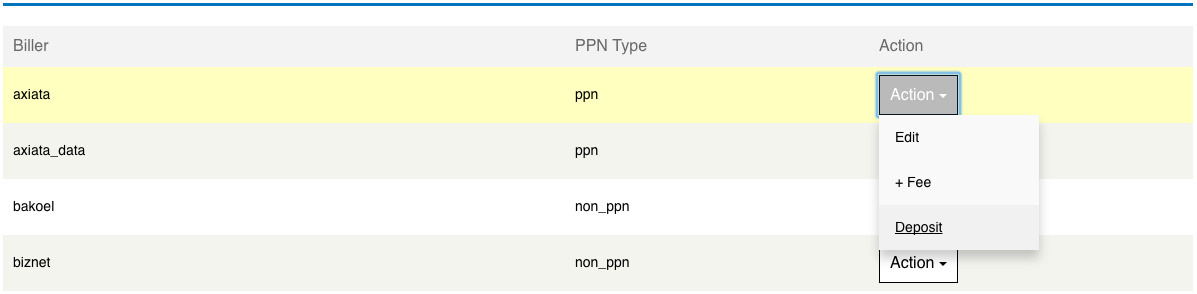 Biller PPN Type Action
axiata ppn Action
Edit
axiata_data ppn
+ Fee
bakoel non_ppn
Deposit
biznet non_ppn Action